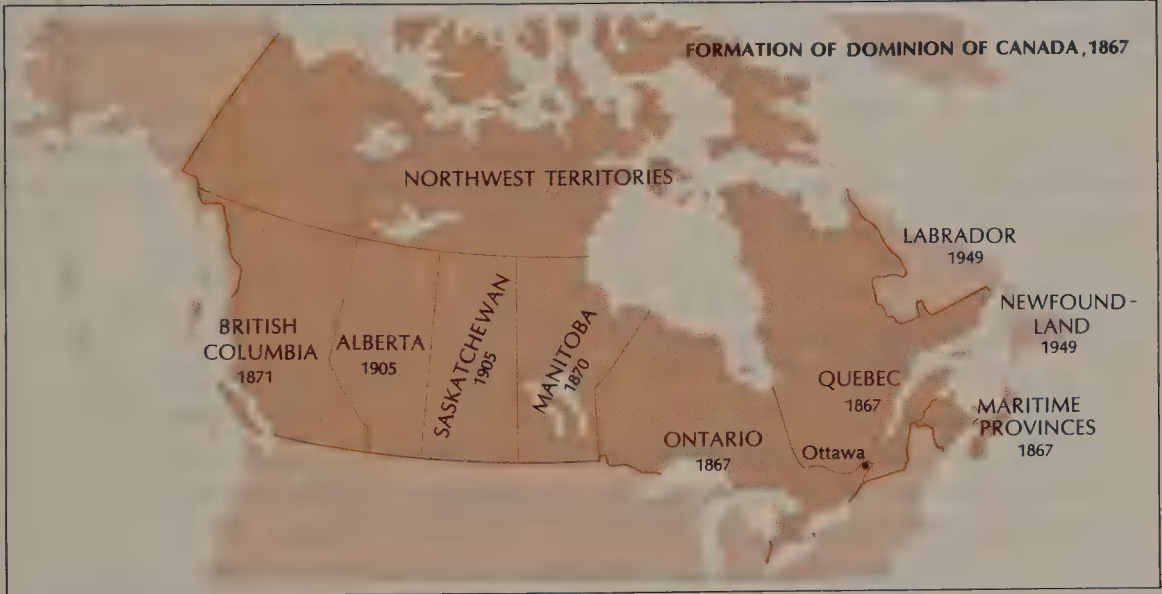 FORMATION OF DOMINION OF CANADA, 1867
NORTHWEST TERRITORIES
LABRADOR
1949
NEWFOUND-
LAND
1949
BRITISH
COLUMBIA
1871
ALBERTA
1905
SASKATCHEWAN
1905
MANITOBA
1870
ONTARIO
1867
QUEBEC
1867
Ottawa
MARITIME
PROVINCES
1867